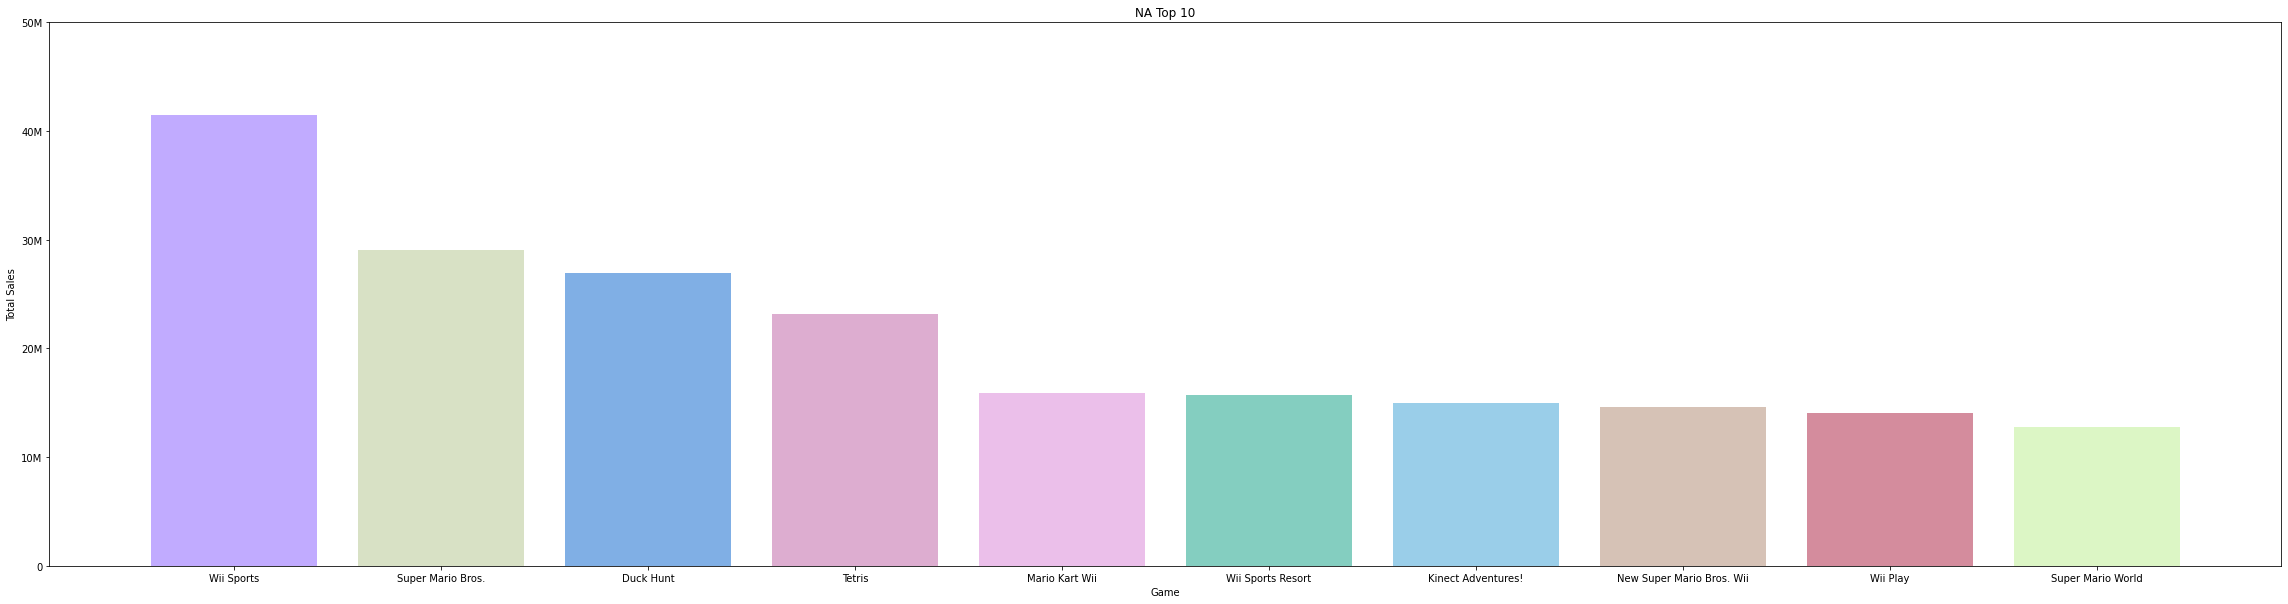 NA Top 10
50M
40M
30M
20M
10M
0
Total Sales
Wii Sports
Super Mario Bros.
Duck Hunt
Tetris
Mario Kart Wii
Wii Sports Resort
Kinect Adventures!
New Super Mario Bros. Wii
Wii Play
Super Mario World
Game